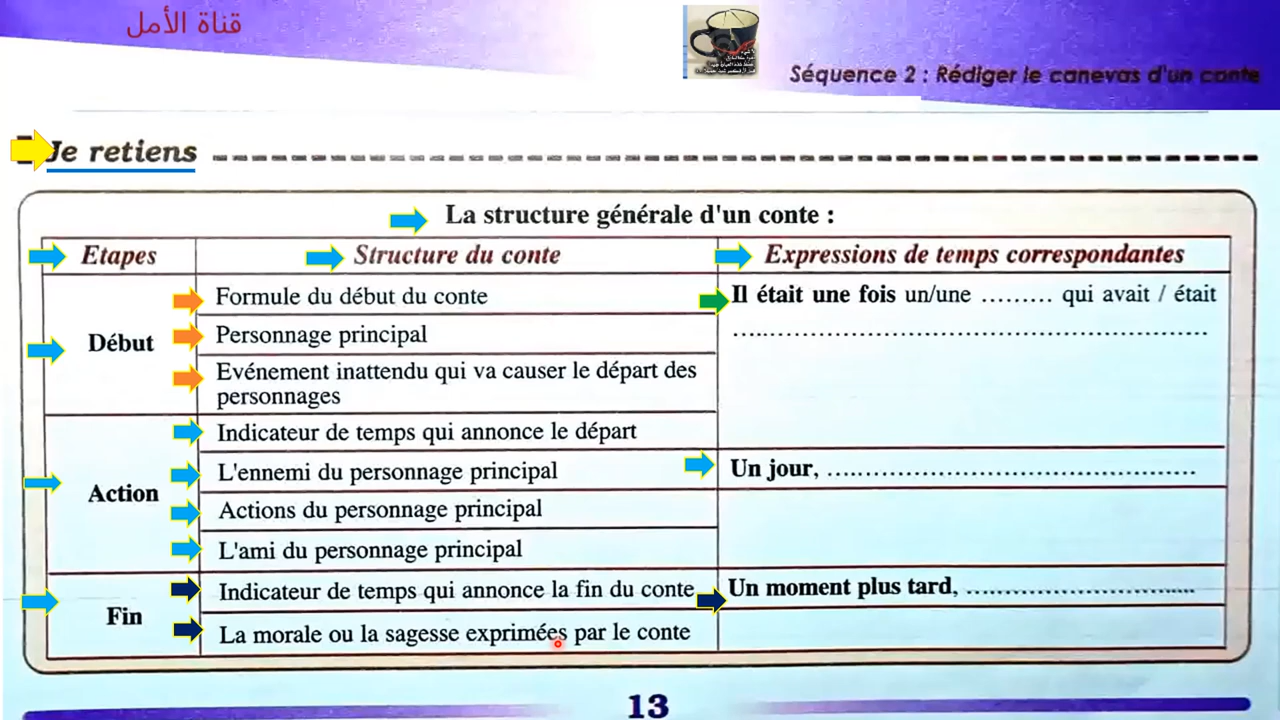 قناة الأمل
Séquence 2 : Rédiger le canevas d'un conte
Je retiens
La structure générale d'un conte :
Etapes
Structure du conte
Expressions de temps correspondantes
Début
Formule du début du conte
Personnage principal
Evénement inattendu qui va causer le départ des
personnages
Il était une fois un/une ......... qui avait / était
........................................................................
Action
Indicateur de temps qui annonce le départ
L'ennemi du personnage principal
Actions du personnage principal
L'ami du personnage principal
Un jour, ......................................................
Fin
Indicateur de temps qui annonce la fin du conte
La morale ou la sagesse exprimées par le conte
Un moment plus tard, .................................
13